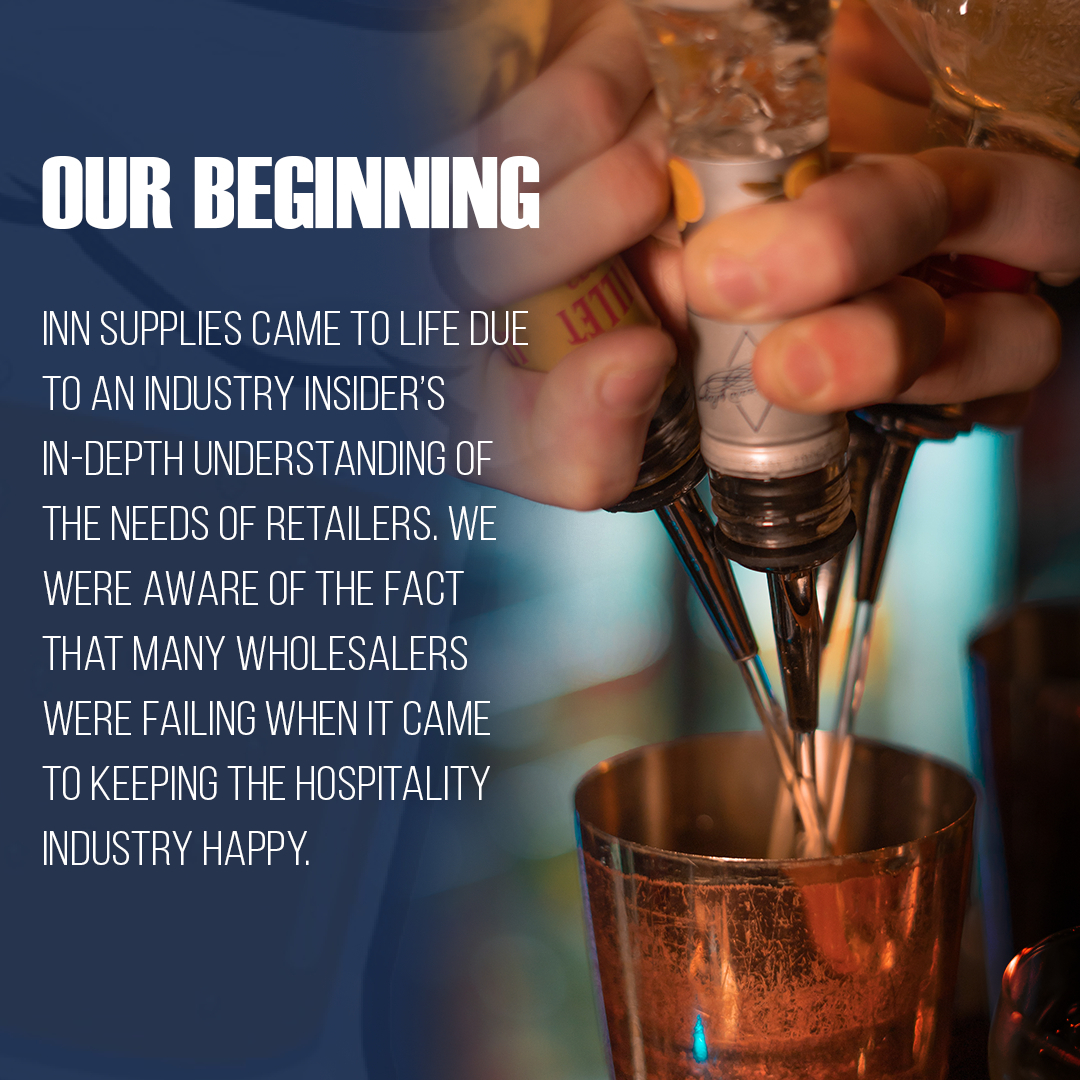 OUR BEGINNING
INN SUPPLIES CAME TO LIFE DUE
TO AN INDUSTRY INSIDER'S
IN-DEPTH UNDERSTANDING OF
THE NEEDS OF RETAILERS. WE
WERE AWARE OF THE FACT
THAT MANY WHOLESALERS
WERE FAILING WHEN IT CAME
TO KEEPING THE HOSPITALITY
INDUSTRY HAPPY.